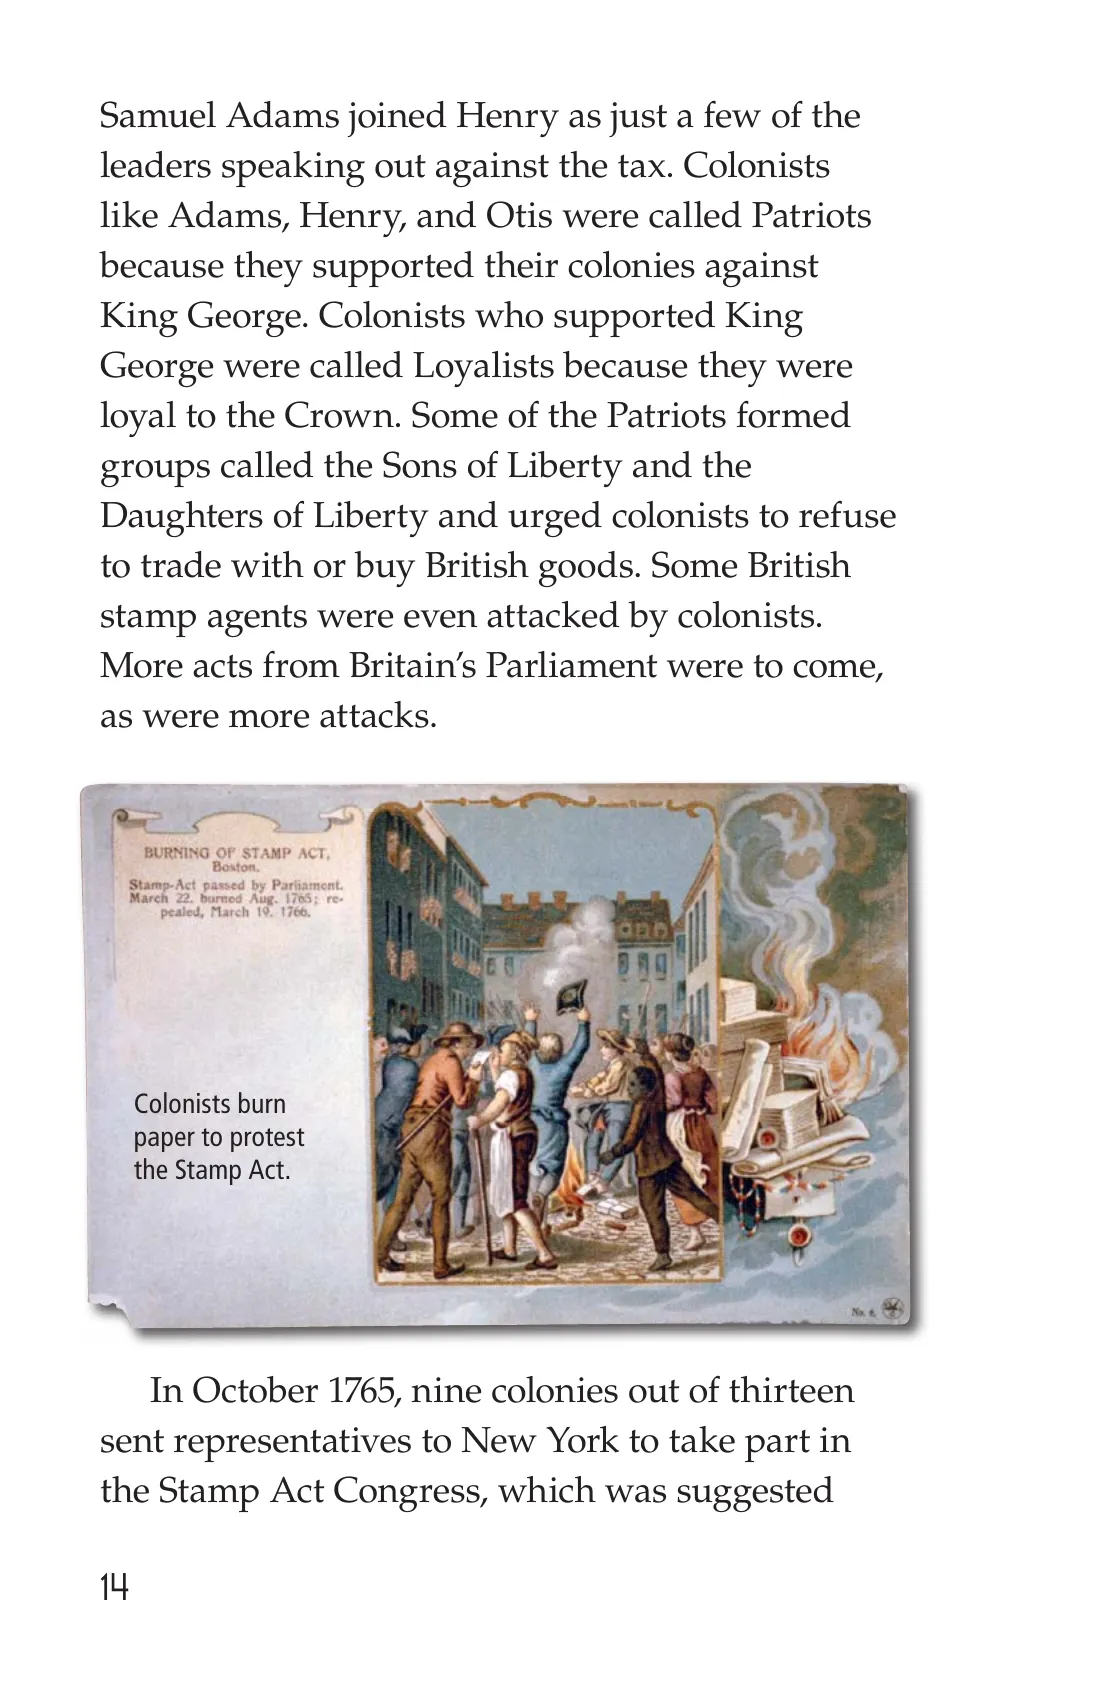 Samuel Adams joined Henry as just a few of the
leaders speaking out against the tax. Colonists
like Adams, Henry, and Otis were called Patriots
because they supported their colonies against
King George. Colonists who supported King
George were called Loyalists because they were
loyal to the Crown. Some of the Patriots formed
groups called the Sons of Liberty and the
Daughters of Liberty and urged colonists to refuse
to trade with or buy British goods. Some British
stamp agents were even attacked by colonists.
More acts from Britain’s Parliament were to come,
as were more attacks.
BURNING OF STAMP ACT,
Boston.
Stamp-Act passed by Parliament.
March 22. burned Aug. 1765; re-
pealed, March 19. 1766.
Colonists burn
paper to protest
the Stamp Act.
No. 6.
In October 1765, nine colonies out of thirteen
sent representatives to New York to take part in
the Stamp Act Congress, which was suggested
14